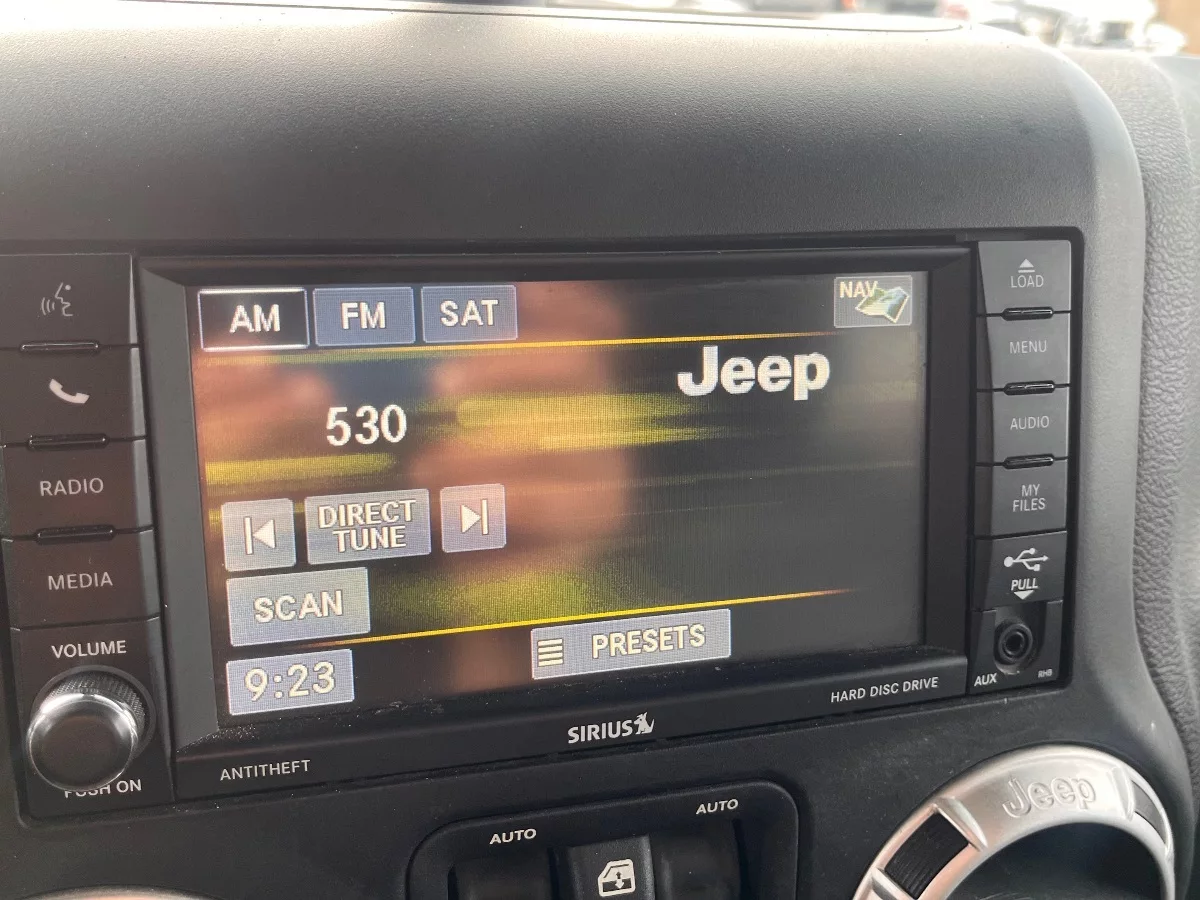 AM FM SAT NAV
Jeep
530
DIRECT
TUNE
SCAN
9:23
PRESETS
RADIO
MEDIA
VOLUME
PUSH ON
LOAD
MENU
AUDIO
MY
FILES
PULL
AUX
RHB
ANTITHEFT
SIRIUS
HARD DISC DRIVE
AUTO
AUTO
Jeep